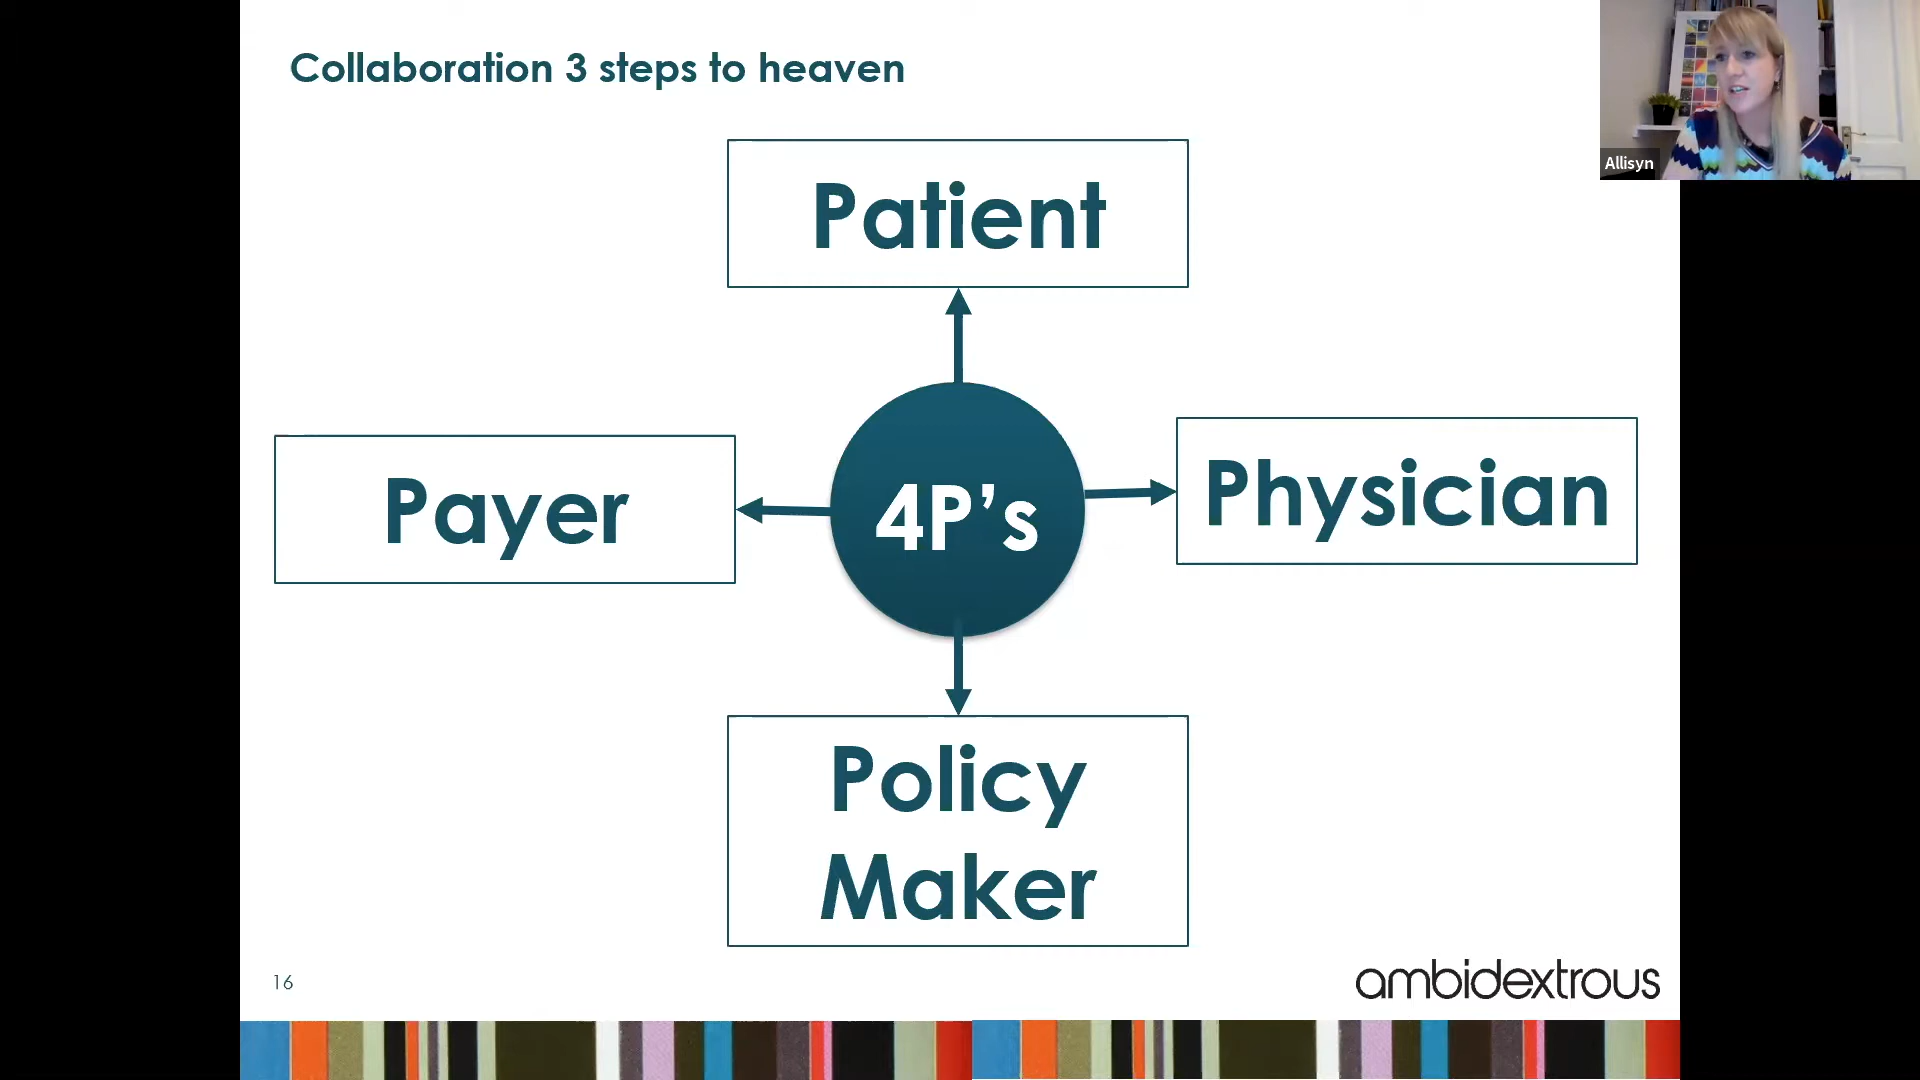 Collaboration 3 steps to heaven
Allisyn
Patient
Payer
4P’s
Physician
Policy
Maker
16
ambidextrous